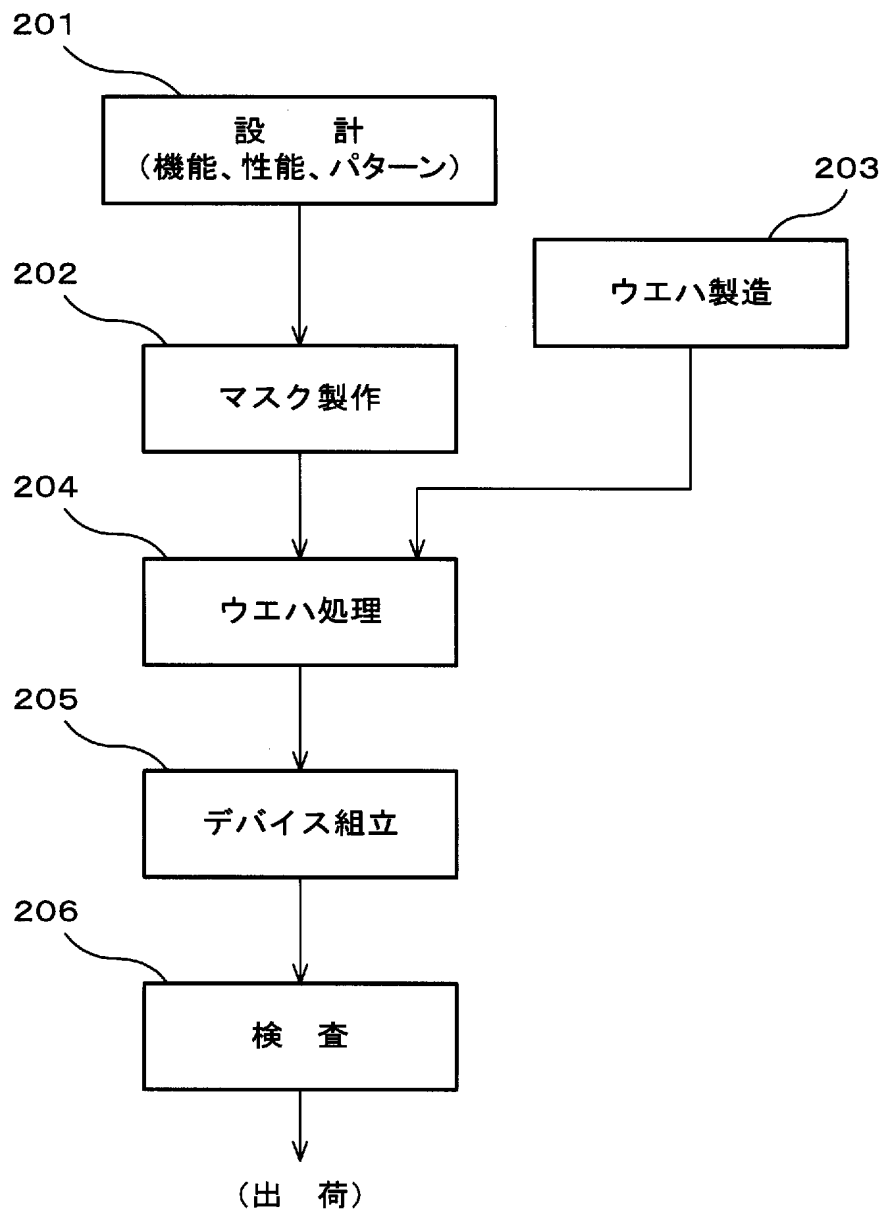 201
設 計
(機能、性能、パターン)
203
ウエハ製造
202
マスク製作
204
ウエハ処理
205
デバイス組立
206
検 査
(出 荷)